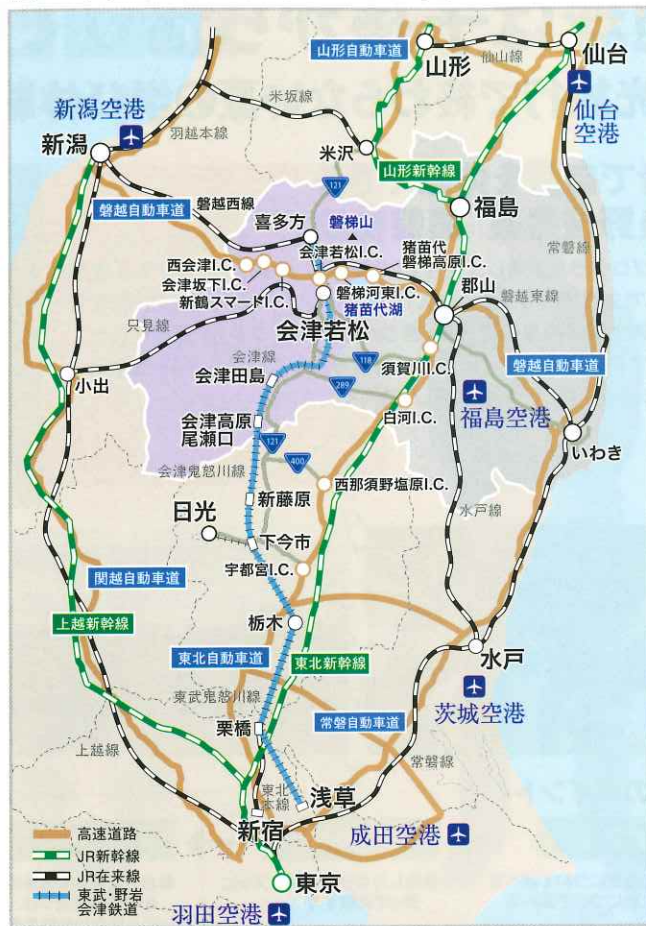 山形自動車道
山形
仙山線
仙台
仙台
空港
新潟空港
米坂線
羽越本線
新潟
米沢
山形新幹線
121
福島
磐越西線
磐越自動車道
喜多方
磐梯山
会津若松I.C.
猪苗代
磐梯高原I.C.
常磐線
西会津I.C.
会津坂下I.C.
新鶴スマートI.C.
磐梯河東I.C.
猪苗代湖
郡山
磐越東線
只見線
会津若松
会津線
118
須賀川I.C.
磐越自動車道
小出
会津田島
289
福島空港
白河I.C.
会津高原
尾瀬口
121
いわき
400
会津鬼怒川線
西那須野塩原I.C.
新藤原
水戸線
日光
下今市
宇都宮I.C.
関越自動車道
上越新幹線
栃木
東北自動車道
東北新幹線
水戸
茨城空港
東武鬼怒川線
栗橋
常磐自動車道
上越線
常磐線
東北
本線
浅草
新宿
成田空港
高速道路
JR新幹線
JR在来線
東武・野岩
会津鉄道
東京
羽田空港